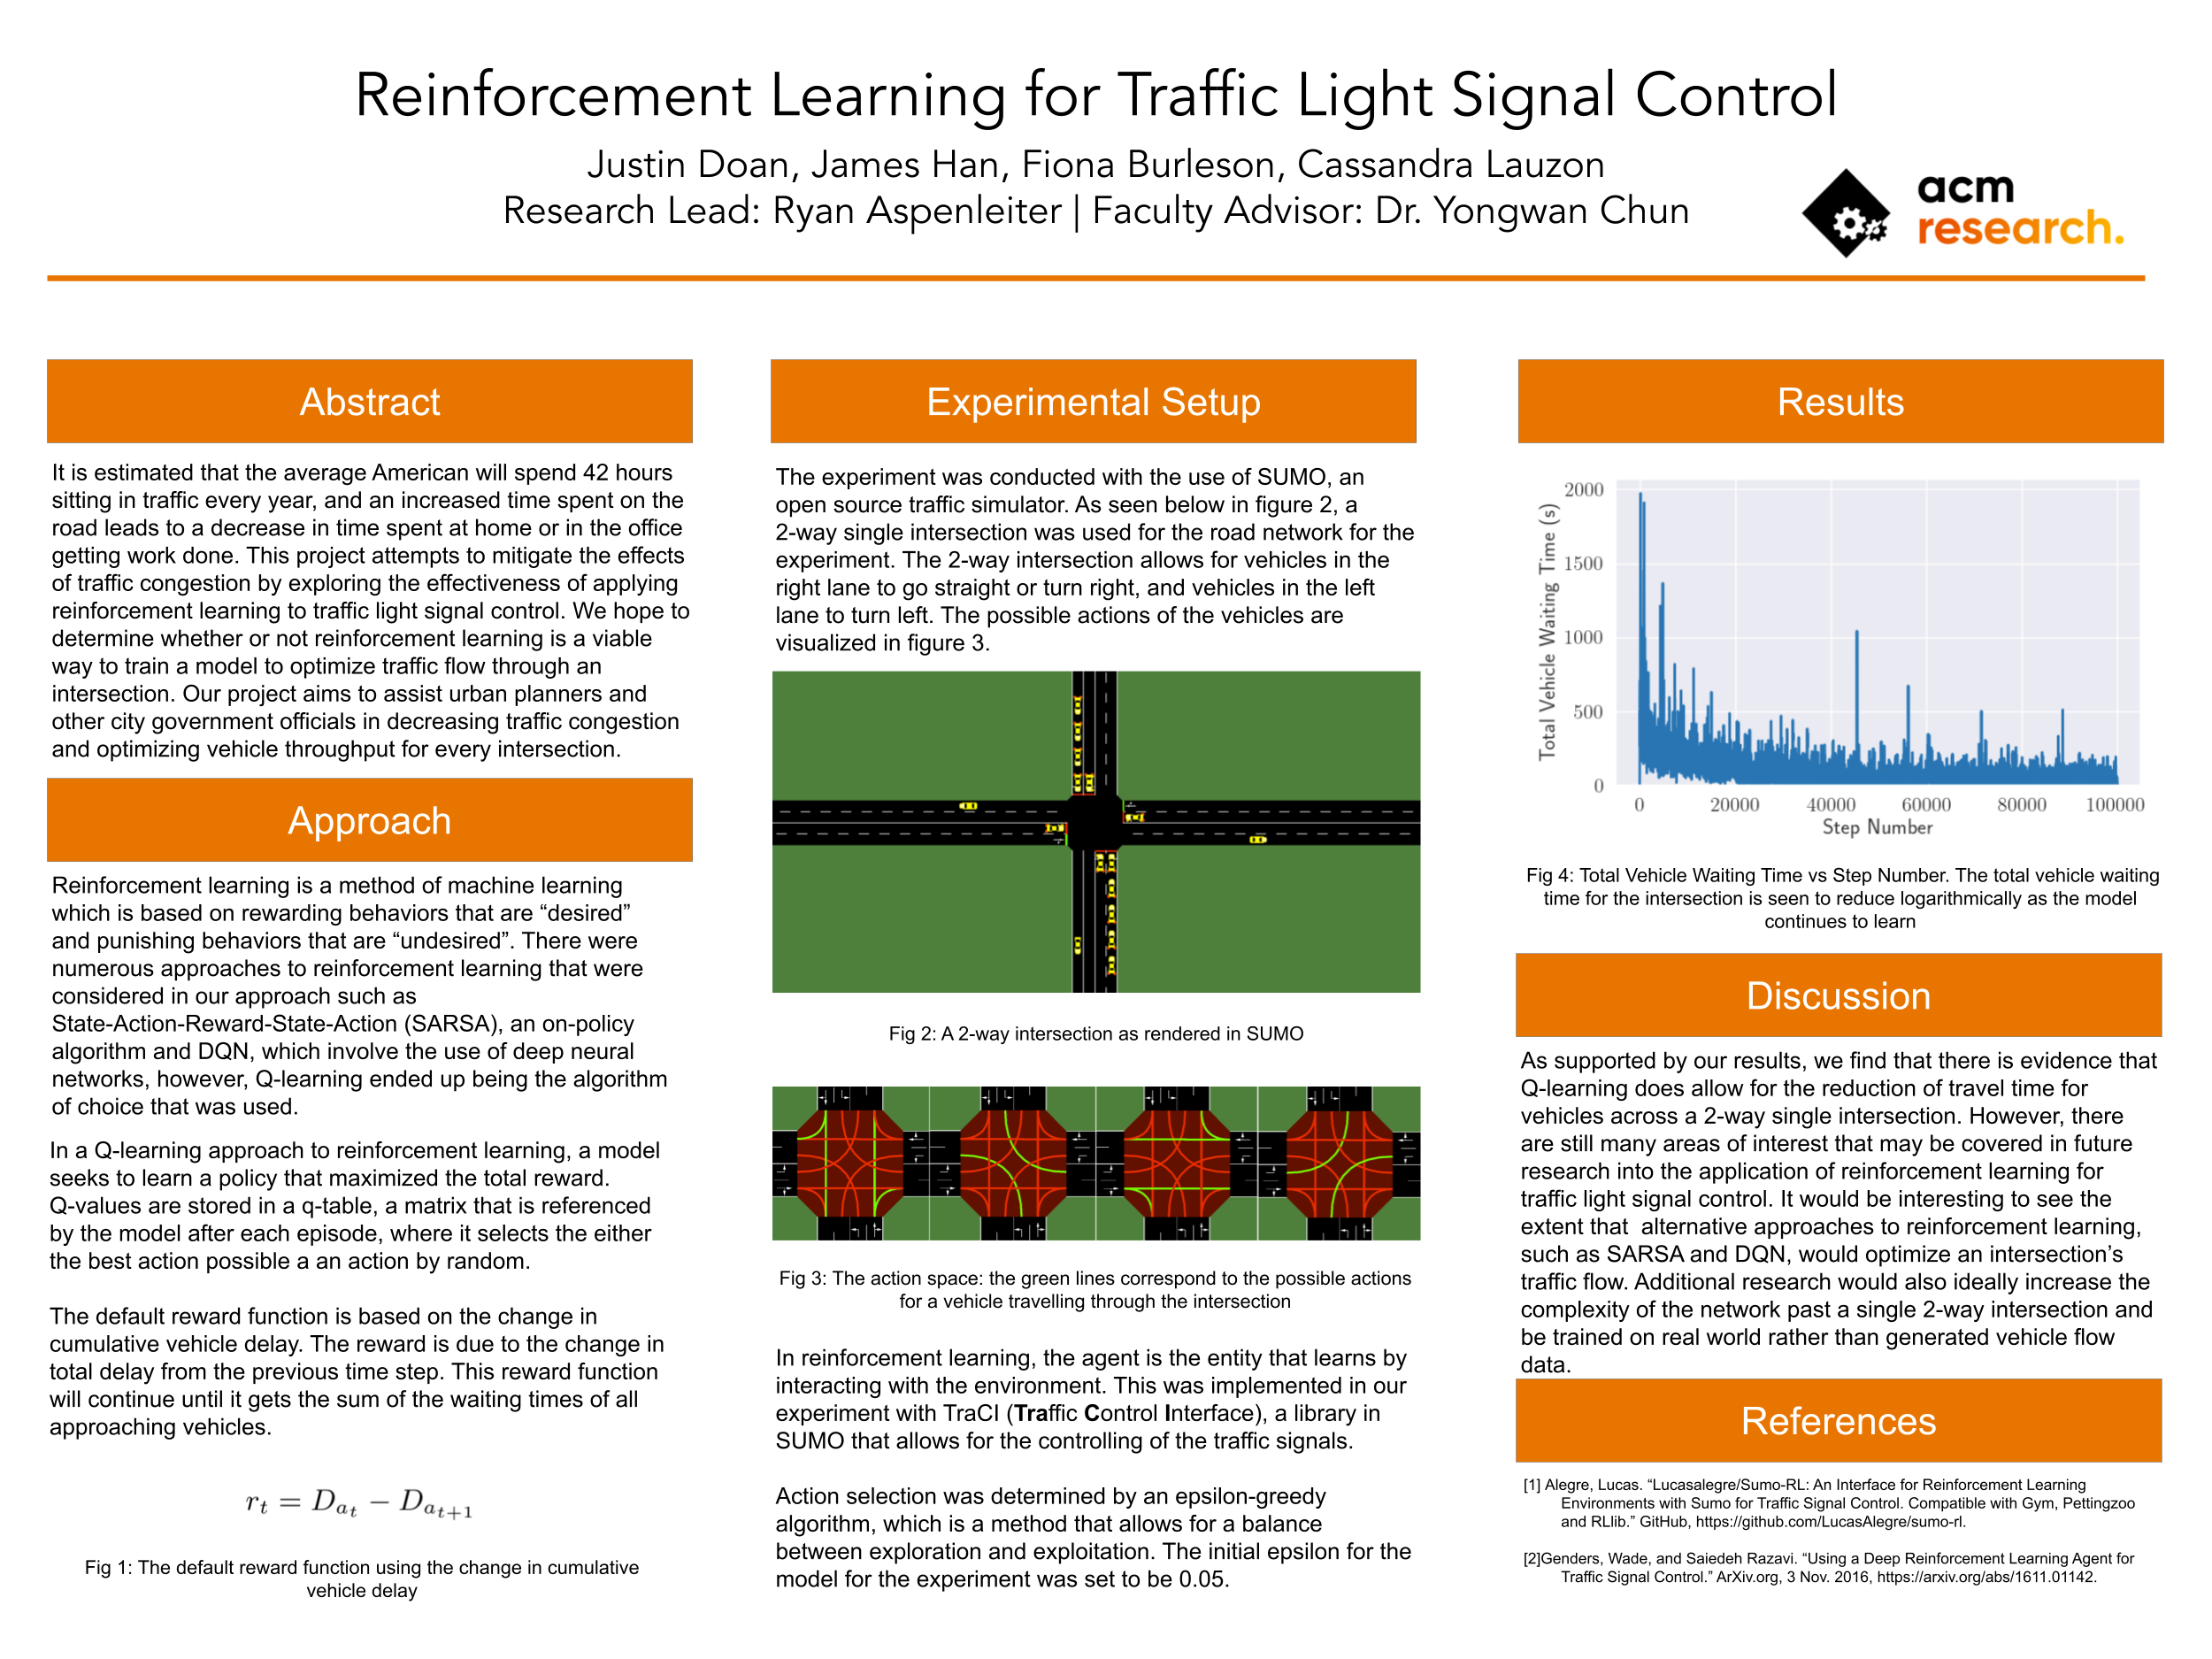 Reinforcement Learning for Traffic Light Signal Control
Justin Doan, James Han, Fiona Burleson, Cassandra Lauzon
Research Lead: Ryan Aspenleiter | Faculty Advisor: Dr. Yongwan Chun
acm
research.
Abstract
It is estimated that the average American will spend 42 hours
sitting in traffic every year, and an increased time spent on the
road leads to a decrease in time spent at home or in the office
getting work done. This project attempts to mitigate the effects
of traffic congestion by exploring the effectiveness of applying
reinforcement learning to traffic light signal control. We hope to
determine whether or not reinforcement learning is a viable
way to train a model to optimize traffic flow through an
intersection. Our project aims to assist urban planners and
other city government officials in decreasing traffic congestion
and optimizing vehicle throughput for every intersection.
Approach
Reinforcement learning is a method of machine learning
which is based on rewarding behaviors that are “desired”
and punishing behaviors that are “undesired”. There were
numerous approaches to reinforcement learning that were
considered in our approach such as
State-Action-Reward-State-Action (SARSA), an on-policy
algorithm and DQN, which involve the use of deep neural
networks, however, Q-learning ended up being the algorithm
of choice that was used.
In a Q-learning approach to reinforcement learning, a model
seeks to learn a policy that maximized the total reward.
Q-values are stored in a q-table, a matrix that is referenced
by the model after each episode, where it selects the either
the best action possible a an action by random.
The default reward function is based on the change in
cumulative vehicle delay. The reward is due to the change in
total delay from the previous time step. This reward function
will continue until it gets the sum of the waiting times of all
approaching vehicles.
r_t = D_{a_t} − D_{a_{t+1}}
Fig 1: The default reward function using the change in cumulative
vehicle delay
Experimental Setup
The experiment was conducted with the use of SUMO, an
open source traffic simulator. As seen below in figure 2, a
2-way single intersection was used for the road network for the
experiment. The 2-way intersection allows for vehicles in the
right lane to go straight or turn right, and vehicles in the left
lane to turn left. The possible actions of the vehicles are
visualized in figure 3.
Fig 2: A 2-way intersection as rendered in SUMO
Fig 3: The action space: the green lines correspond to the possible actions
for a vehicle travelling through the intersection
In reinforcement learning, the agent is the entity that learns by
interacting with the environment. This was implemented in our
experiment with TraCI (Traffic Control Interface), a library in
SUMO that allows for the controlling of the traffic signals.
Action selection was determined by an epsilon-greedy
algorithm, which is a method that allows for a balance
between exploration and exploitation. The initial epsilon for the
model for the experiment was set to be 0.05.
Results
Total Vehicle Waiting Time (s)
2000
1500
1000
500
0
0 20000 40000 60000 80000 100000
Step Number
Fig 4: Total Vehicle Waiting Time vs Step Number. The total vehicle waiting
time for the intersection is seen to reduce logarithmically as the model
continues to learn
Discussion
As supported by our results, we find that there is evidence that
Q-learning does allow for the reduction of travel time for
vehicles across a 2-way single intersection. However, there
are still many areas of interest that may be covered in future
research into the application of reinforcement learning for
traffic light signal control. It would be interesting to see the
extent that  alternative approaches to reinforcement learning,
such as SARSA and DQN, would optimize an intersection’s
traffic flow. Additional research would also ideally increase the
complexity of the network past a single 2-way intersection and
be trained on real world rather than generated vehicle flow
data.
References
[1] Alegre, Lucas. “Lucasalegre/Sumo-RL: An Interface for Reinforcement Learning
Environments with Sumo for Traffic Signal Control. Compatible with Gym, Pettingzoo
and RLlib.” GitHub, https://github.com/LucasAlegre/sumo-rl.
[2]Genders, Wade, and Saiedeh Razavi. “Using a Deep Reinforcement Learning Agent for
Traffic Signal Control.” ArXiv.org, 3 Nov. 2016, https://arxiv.org/abs/1611.01142.